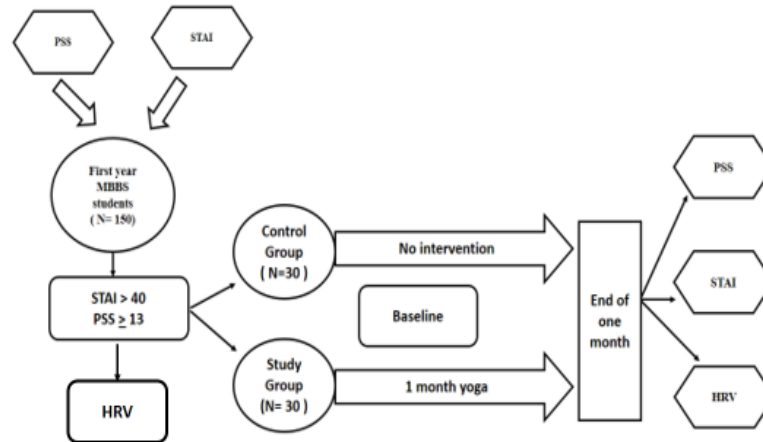 PSS
STAI
First year
MBBS
students
( N= 150)
STAI > 40
PSS ≥ 13
HRV
Control
Group
( N=30 )
No intervention
Baseline
Study
Group
(N= 30 )
1 month yoga
End of
one
month
PSS
STAI
HRV